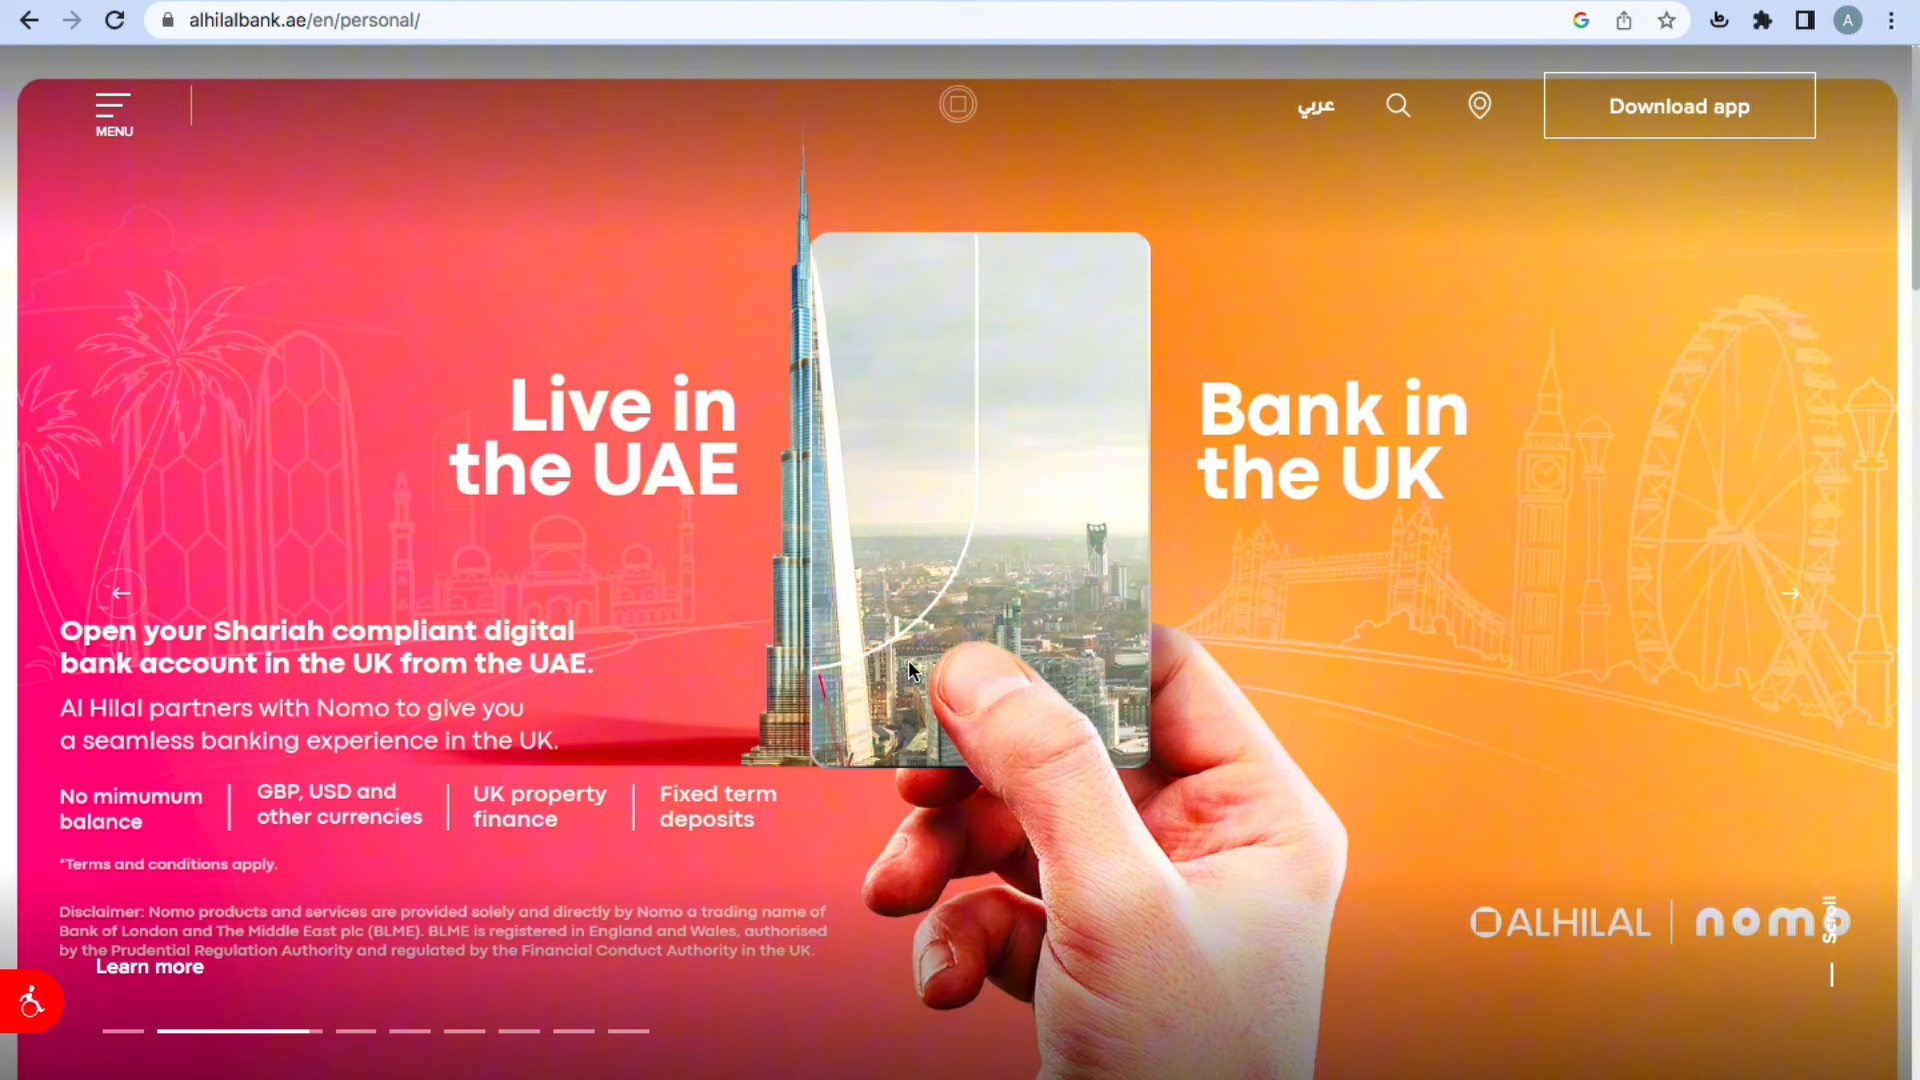 alhilalbank.ae/en/personal/
A
MENU
عربي
Download app
Live in
the UAE
Bank in
the UK
Open your Shariah compliant digital
bank account in the UK from the UAE.
Al Hilal partners with Nomo to give you
a seamless banking experience in the UK.
No mimumum
balance
GBP, USD and
other currencies
UK property
finance
Fixed term
deposits
*Terms and conditions apply.
Disclaimer: Nomo products and services are provided solely and directly by Nomo a trading name of
Bank of London and The Middle East plc (BLME). BLME is registered in England and Wales, authorised
by the Prudential Regulation Authority and regulated by the Financial Conduct Authority in the UK.
Learn more
ALHILAL
nomo
Scroll